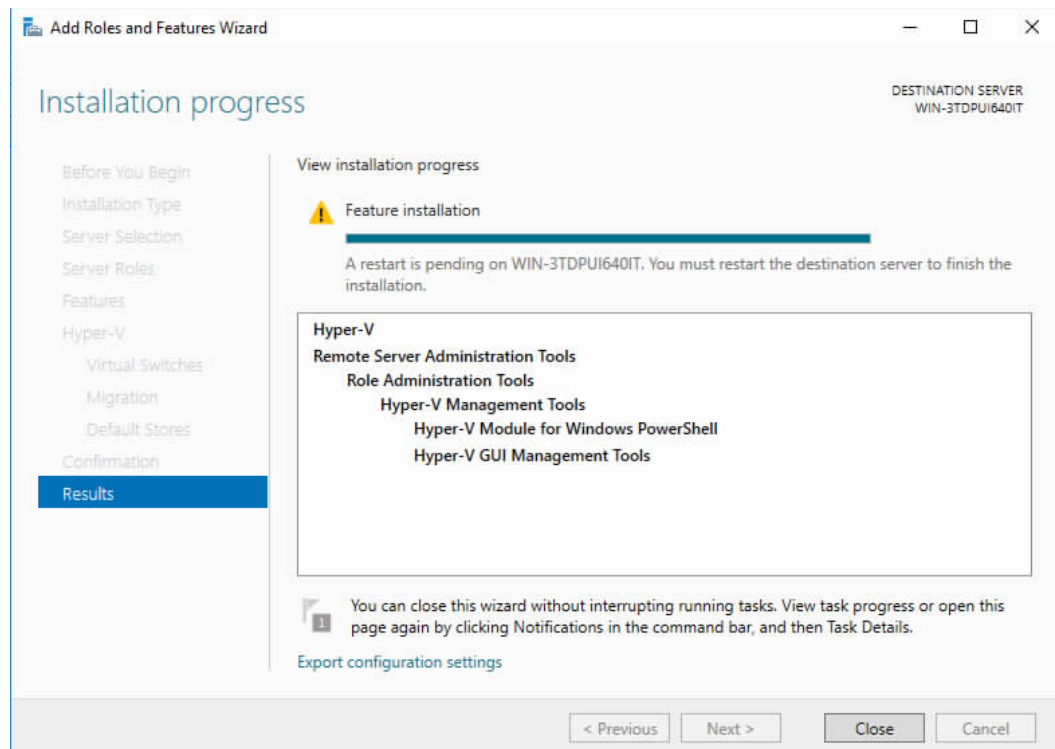 Add Roles and Features Wizard
Installation progress
DESTINATION SERVER
WIN-3TDPUI640IT
Before You Begin
Installation Type
Server Selection
Server Roles
Features
Hyper-V
Virtual Switches
Migration
Default Stores
Confirmation
Results
View installation progress
Feature installation
A restart is pending on WIN-3TDPUI640IT. You must restart the destination server to finish the
installation.
Hyper-V
Remote Server Administration Tools
Role Administration Tools
Hyper-V Management Tools
Hyper-V Module for Windows PowerShell
Hyper-V GUI Management Tools
1
You can close this wizard without interrupting running tasks. View task progress or open this
page again by clicking Notifications in the command bar, and then Task Details.
Export configuration settings
< Previous
Next >
Close
Cancel